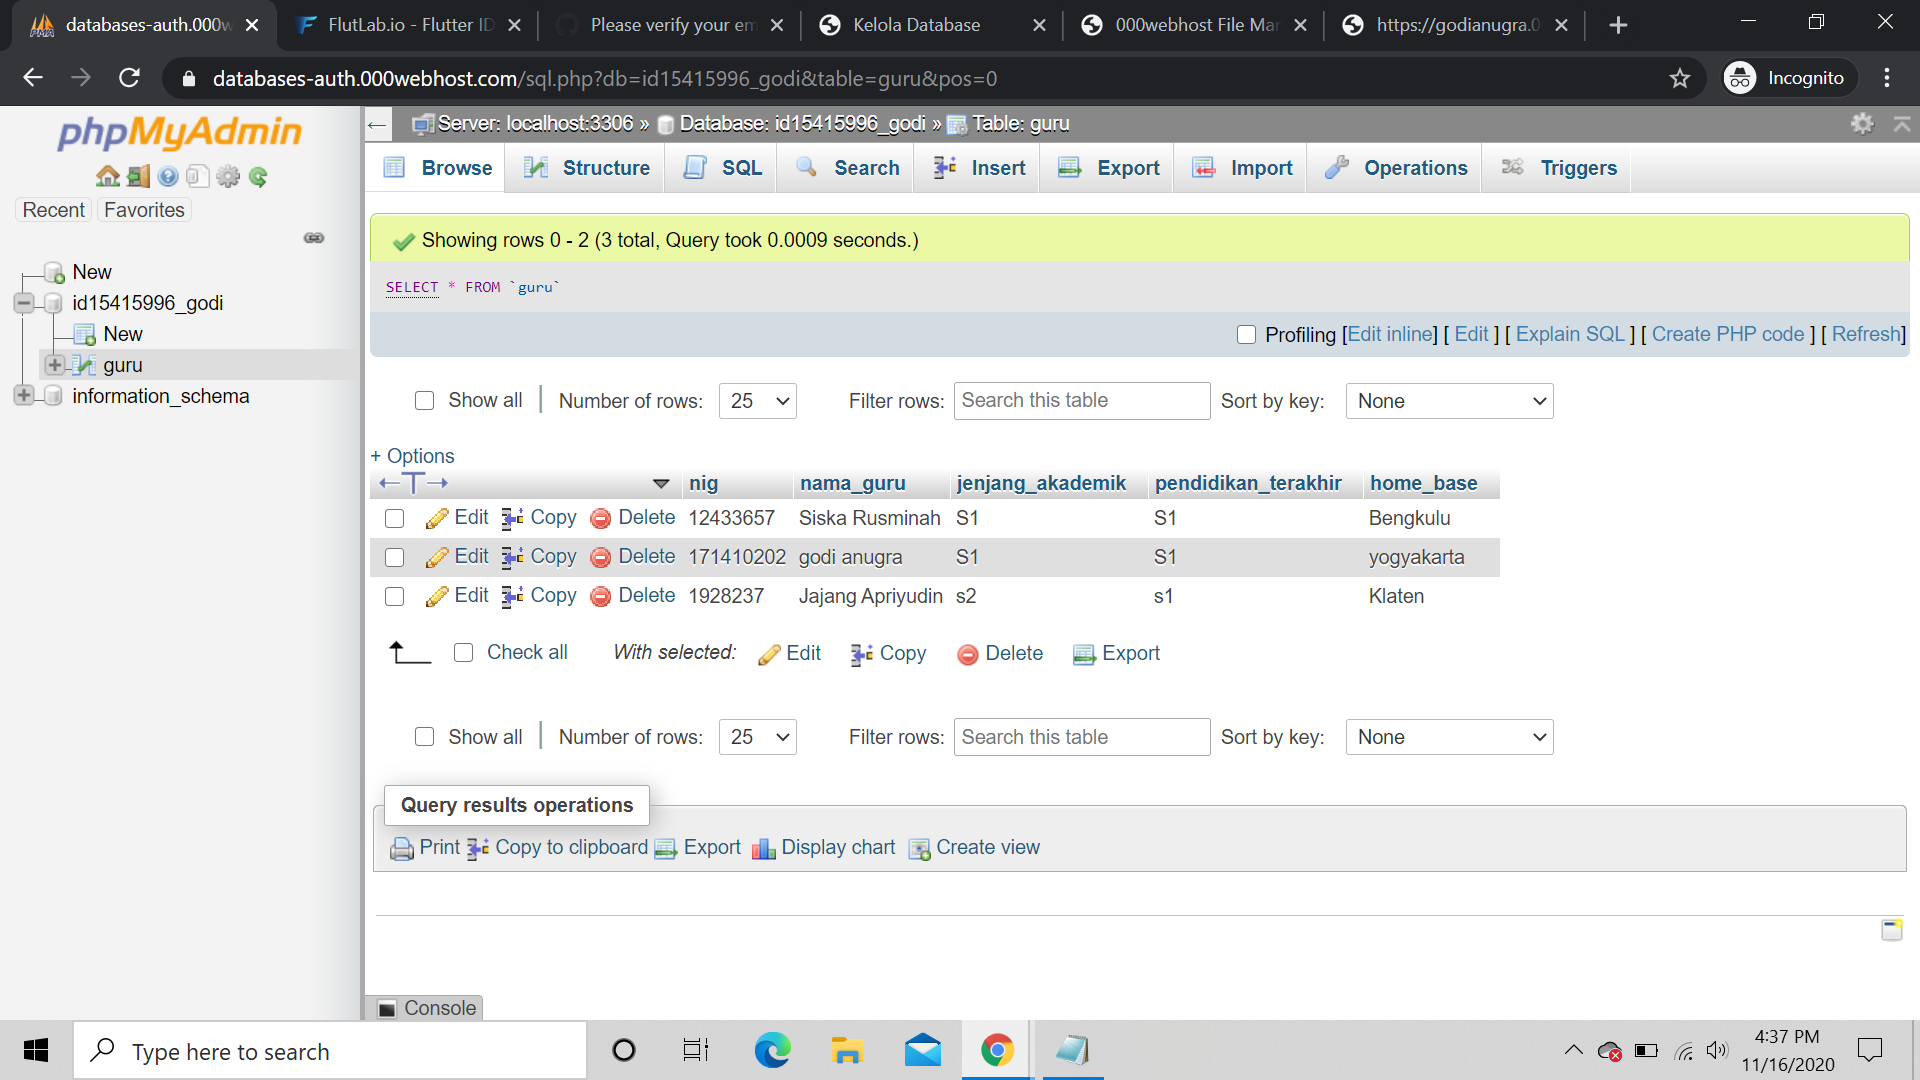 databases-auth.000w
FlutLab.io - Flutter ID
Please verify your em
Kelola Database
000webhost File Mar
https://godianugra.0
databases-auth.000webhost.com/sql.php?db=id15415996_godi&table=guru&pos=0
Incognito
phpMyAdmin
Recent Favorites
New
id15415996_godi
New
guru
information_schema
Server: localhost:3306 » Database: id15415996_godi » Table: guru
Browse Structure SQL Search Insert Export Import Operations Triggers
Showing rows 0 - 2 (3 total, Query took 0.0009 seconds.)
SELECT * FROM `guru`
Profiling [Edit inline] [ Edit ] [ Explain SQL ] [ Create PHP code ] [ Refresh]
Show all Number of rows: 25 Filter rows: Search this table Sort by key: None
+ Options
nig nama_guru jenjang_akademik pendidikan_terakhir home_base
Edit Copy Delete 12433657 Siska Rusminah S1 S1 Bengkulu
Edit Copy Delete 171410202 godi anugra S1 S1 yogyakarta
Edit Copy Delete 1928237 Jajang Apriyudin s2 s1 Klaten
Check all With selected: Edit Copy Delete Export
Show all Number of rows: 25 Filter rows: Search this table Sort by key: None
Query results operations
Print Copy to clipboard Export Display chart Create view
Console
Type here to search
4:37 PM
11/16/2020